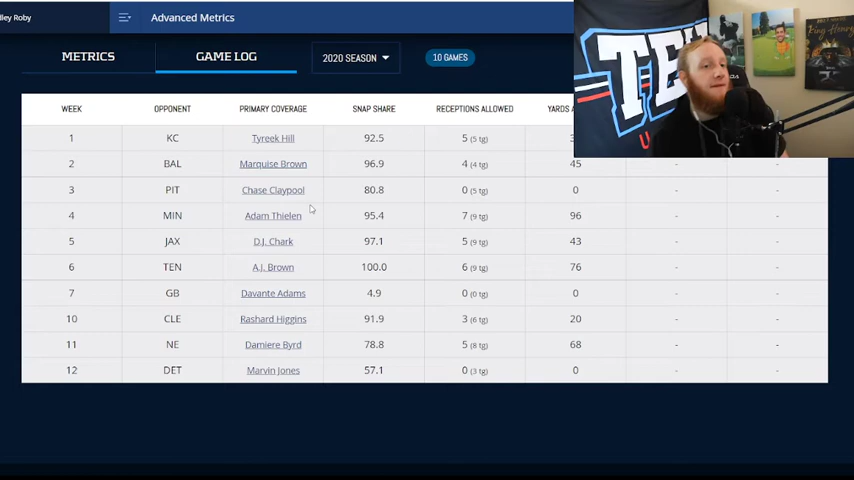 dley Roby
Advanced Metrics
METRICS
GAME LOG
2020 SEASON
10 GAMES
WEEK OPPONENT PRIMARY COVERAGE SNAP SHARE RECEPTIONS ALLOWED YARDS A
1 KC Tyreek Hill 92.5 5 (5 tg) 3
2 BAL Marquise Brown 96.9 4 (4 tg) 45 - -
3 PIT Chase Claypool 80.8 0 (5 tg) 0 - -
4 MIN Adam Thielen 95.4 7 (9 tg) 96 - -
5 JAX D.J. Chark 97.1 5 (9 tg) 43 - -
6 TEN A.J. Brown 100.0 6 (9 tg) 76 - -
7 GB Davante Adams 4.9 0 (0 tg) 0 - -
10 CLE Rashard Higgins 91.9 3 (6 tg) 20 - -
11 NE Damiere Byrd 78.8 5 (8 tg) 68 - -
12 DET Marvin Jones 57.1 0 (3 tg) 0 - -
TEN
King Henry